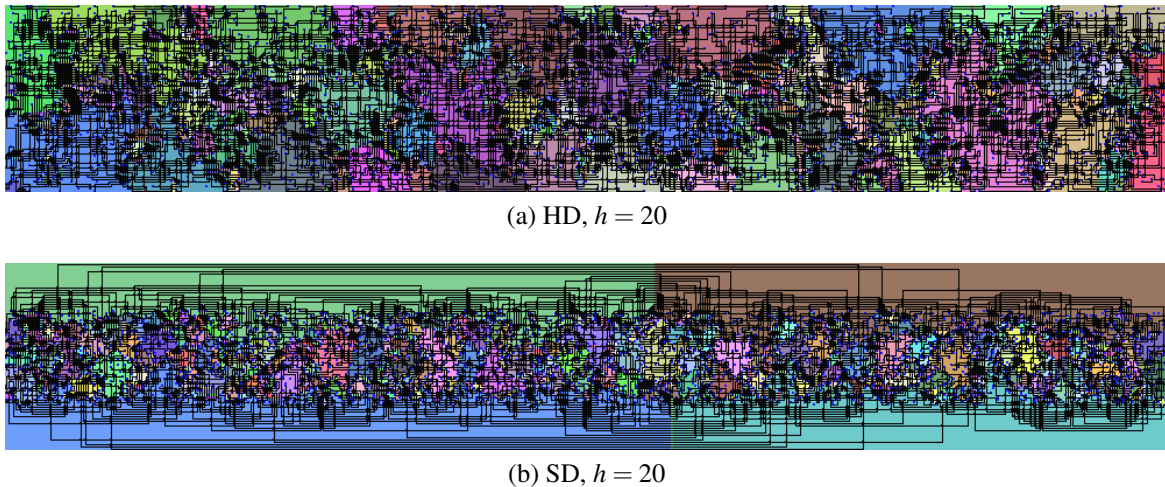 (a) HD, h = 20
(b) SD, h = 20